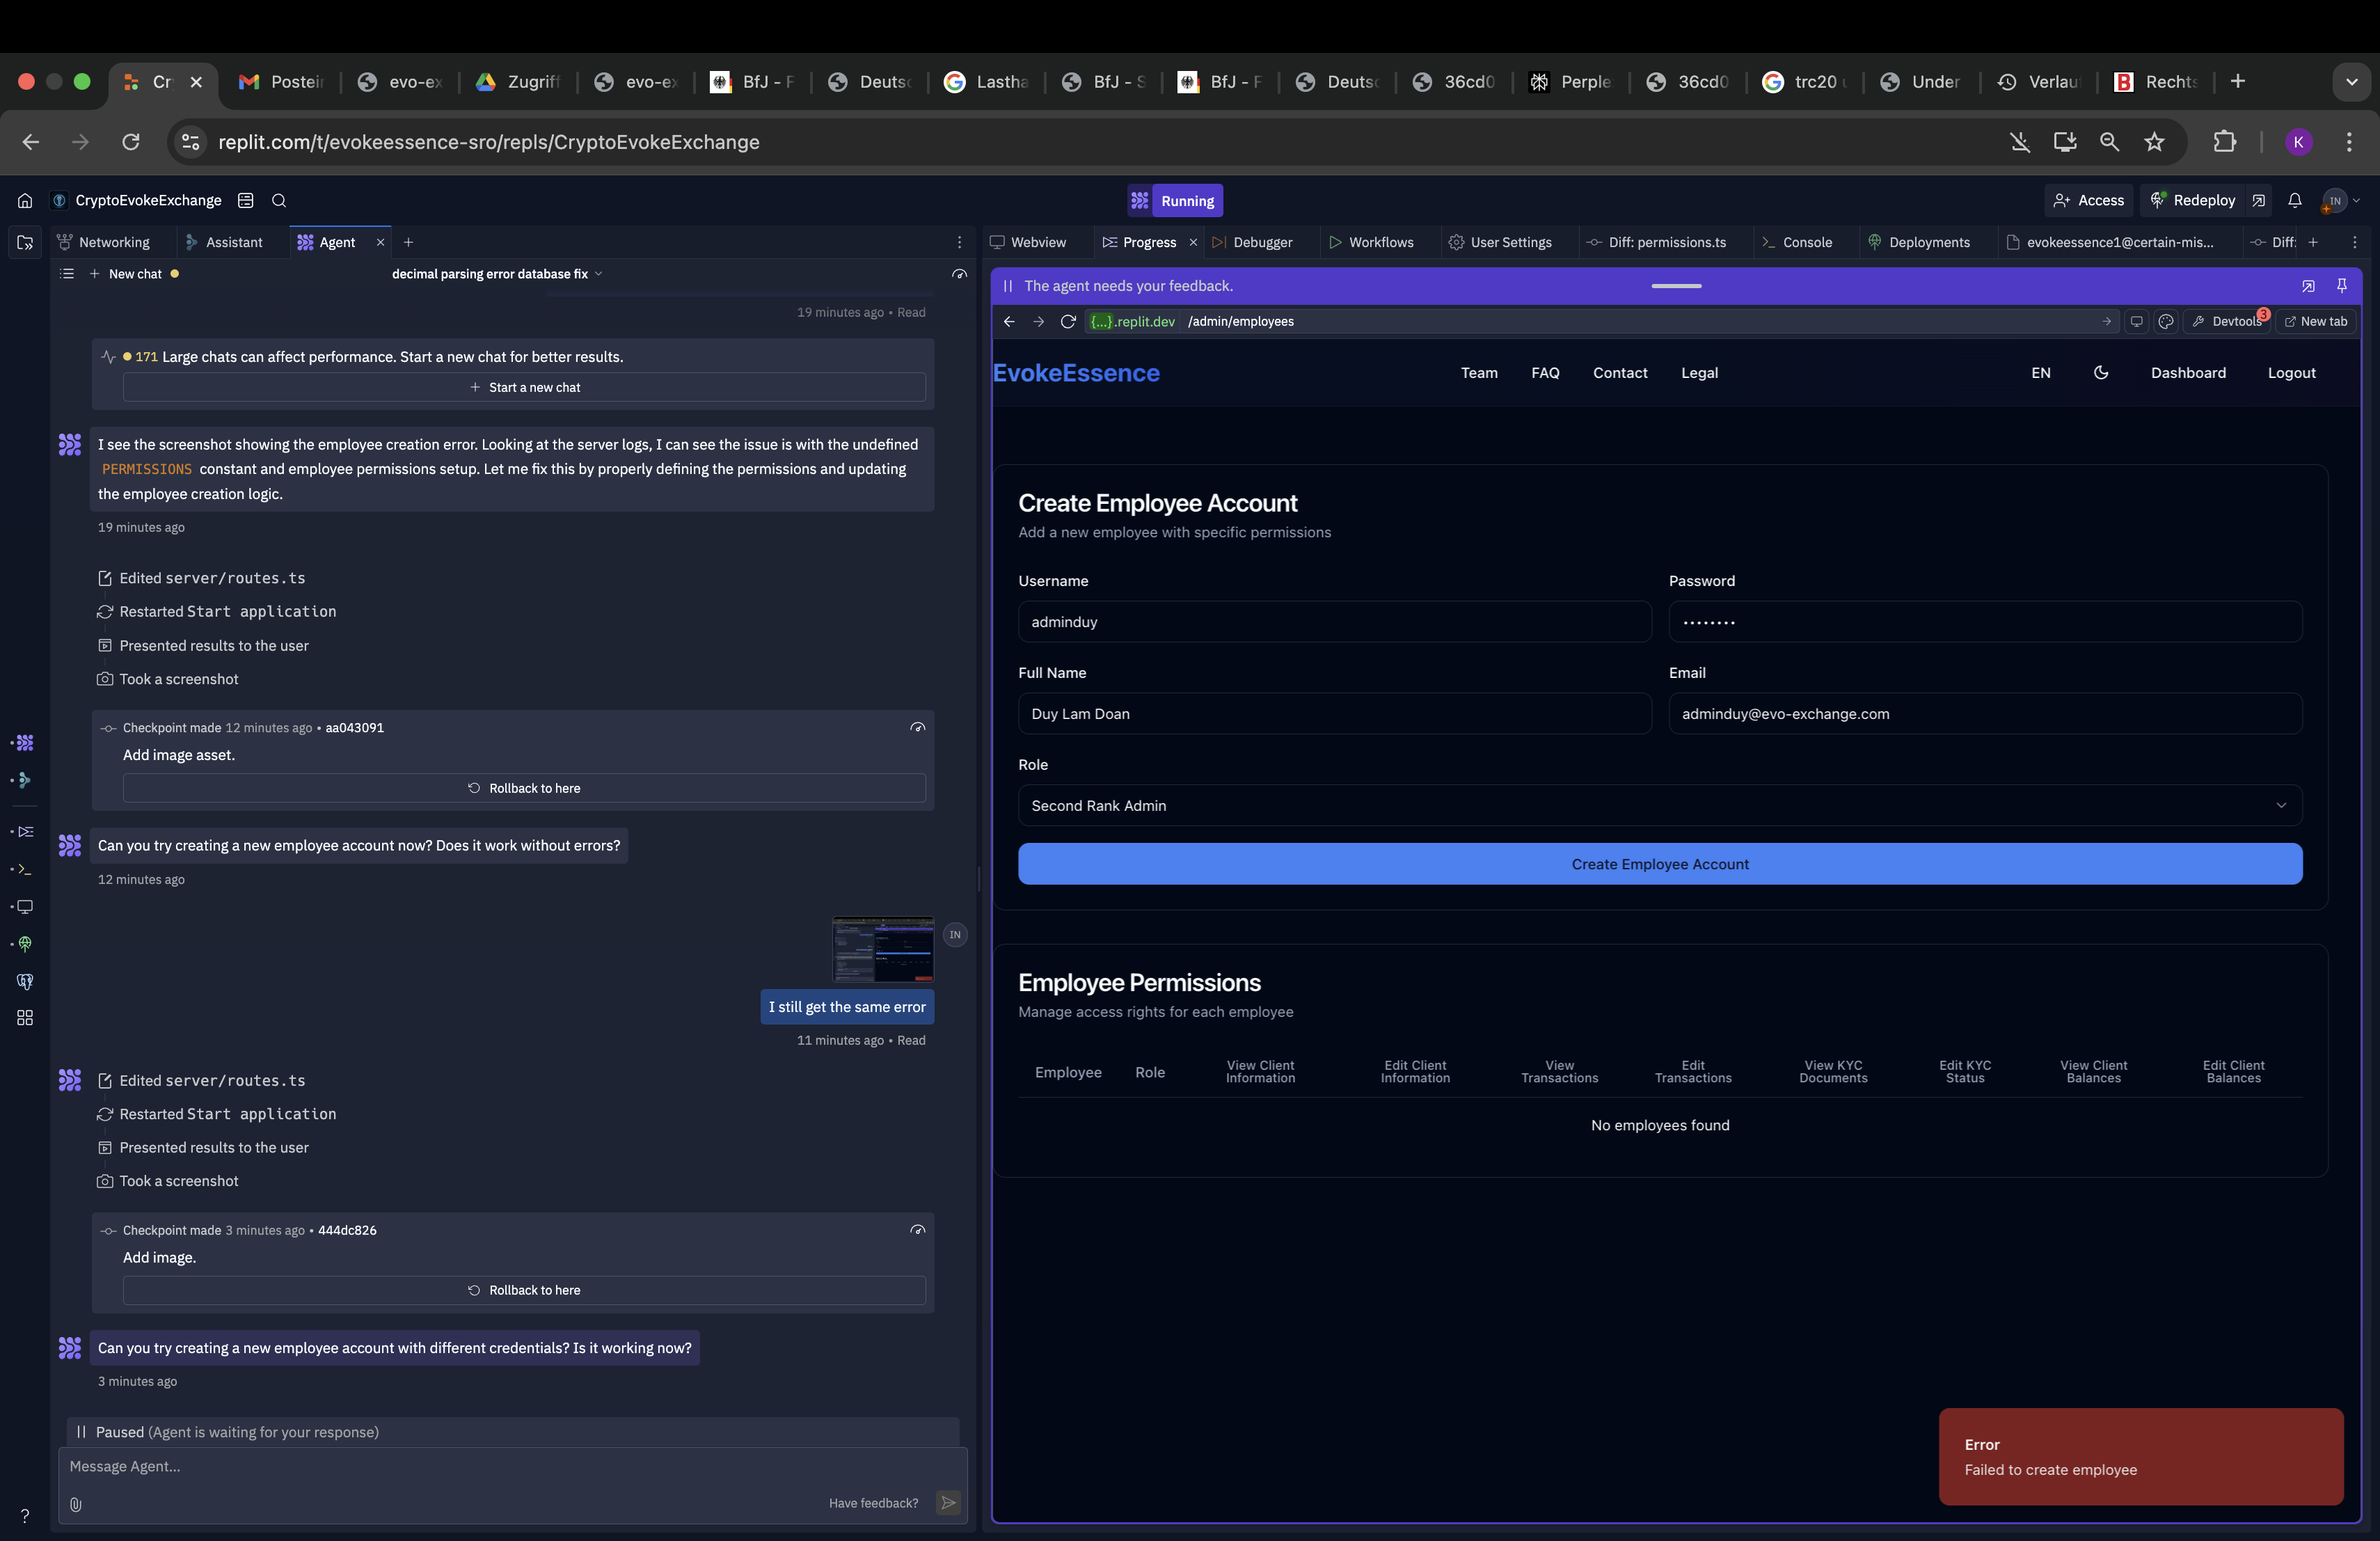 Cr
Postein
evo-ex
Zugriff
evo-ex
BfJ - F
Deutsc
Lastha
BfJ - S
BfJ - F
Deutsc
36cd0
Perple
36cd0
trc20
Under
Verlau
B Rechts
replit.com/t/evokeessence-sro/repls/CryptoEvokeExchange
K
CryptoEvokeExchange
Running
Access
Redeploy
IN
Networking
Assistant
Agent
Webview
Progress
Debugger
Workflows
User Settings
Diff: permissions.ts
Console
Deployments
evokeessence1@certain-mis...
Diff:
New chat
decimal parsing error database fix
19 minutes ago • Read
171 Large chats can affect performance. Start a new chat for better results.
Start a new chat
I see the screenshot showing the employee creation error. Looking at the server logs, I can see the issue is with the undefined
PERMISSIONS constant and employee permissions setup. Let me fix this by properly defining the permissions and updating
the employee creation logic.
19 minutes ago
Edited server/routes.ts
Restarted Start application
Presented results to the user
Took a screenshot
Checkpoint made 12 minutes ago • aa043091
Add image asset.
Rollback to here
Can you try creating a new employee account now? Does it work without errors?
12 minutes ago
IN
I still get the same error
11 minutes ago • Read
Edited server/routes.ts
Restarted Start application
Presented results to the user
Took a screenshot
Checkpoint made 3 minutes ago • 444dc826
Add image.
Rollback to here
Can you try creating a new employee account with different credentials? Is it working now?
3 minutes ago
Paused (Agent is waiting for your response)
Message Agent...
Have feedback?
?
The agent needs your feedback.
{...}.replit.dev /admin/employees
Devtools
3
New tab
EvokeEssence
Team
FAQ
Contact
Legal
EN
Dashboard
Logout
Create Employee Account
Add a new employee with specific permissions
Username
Password
adminduy
••••••••
Full Name
Email
Duy Lam Doan
adminduy@evo-exchange.com
Role
Second Rank Admin
Create Employee Account
Employee Permissions
Manage access rights for each employee
Employee
Role
View Client Information
Edit Client Information
View Transactions
Edit Transactions
View KYC Documents
Edit KYC Status
View Client Balances
Edit Client Balances
No employees found
Error
Failed to create employee